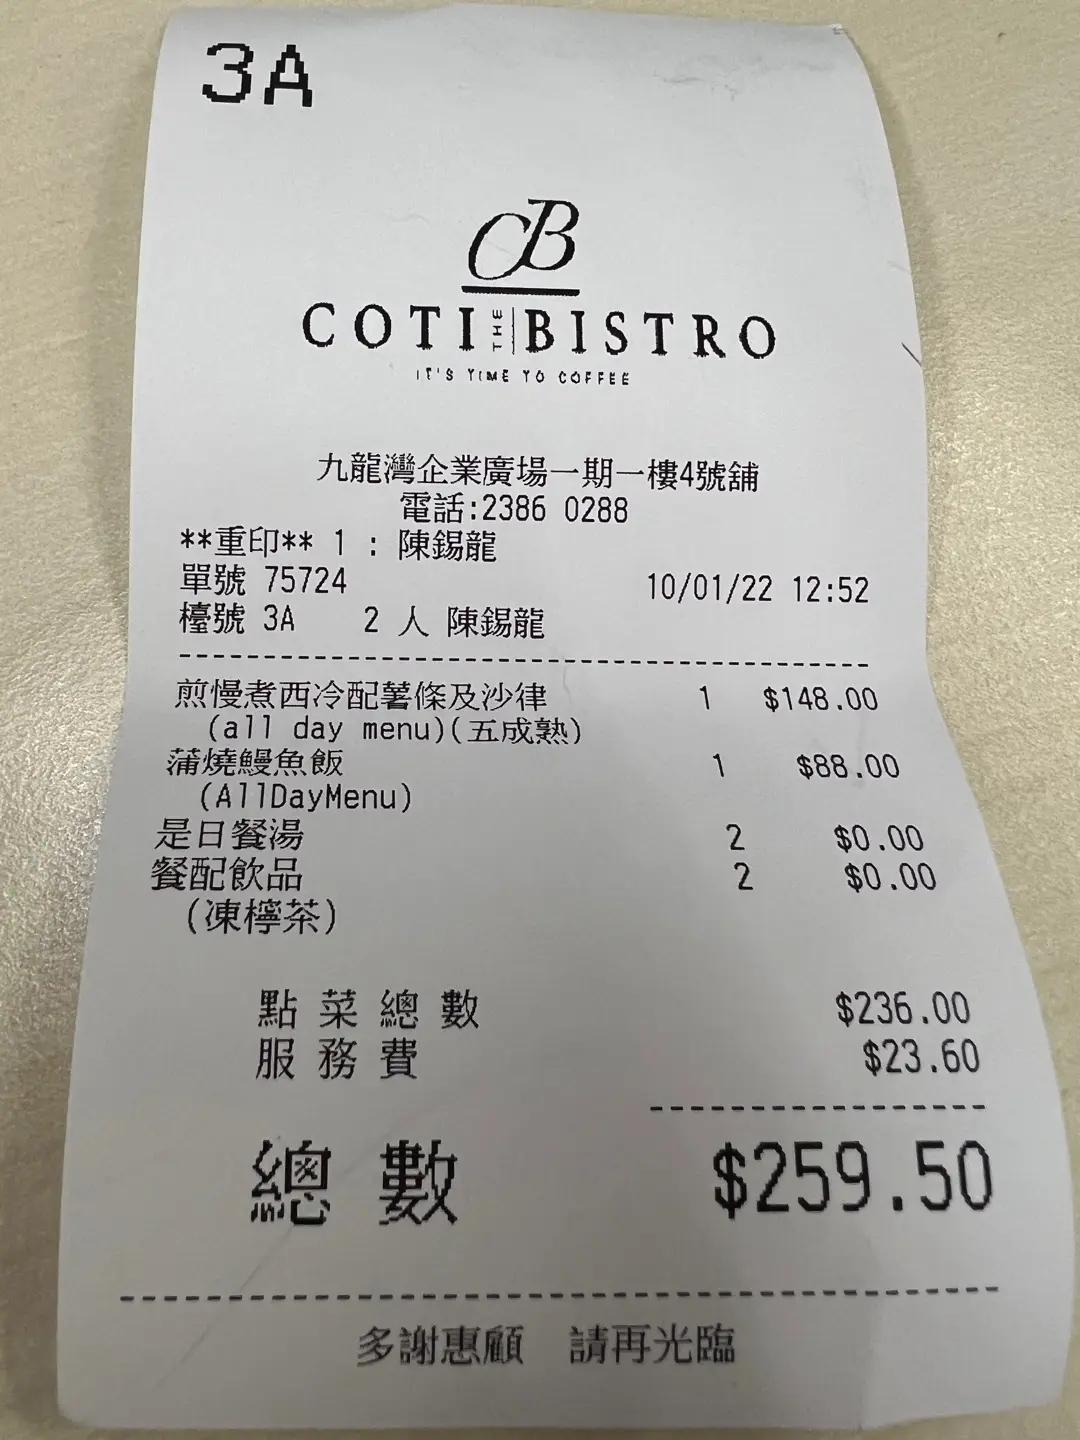 3A
CB
COTI THE BISTRO
IT'S TIME TO COFFEE
九龍灣企業廣場一期一樓4號舖
電話:2386 0288
**重印** 1 : 陳錫龍
單號 75724 10/01/22 12:52
檯號 3A 2 人 陳錫龍
煎慢煮西冷配薯條及沙律 1 $148.00
(all day menu)(五成熟)
蒲燒鰻魚飯 1 $88.00
(AllDayMenu)
是日餐湯 2 $0.00
餐配飲品 2 $0.00
(凍檸茶)
點菜總數 $236.00
服務費 $23.60
總數 $259.50
多謝惠顧 請再光臨